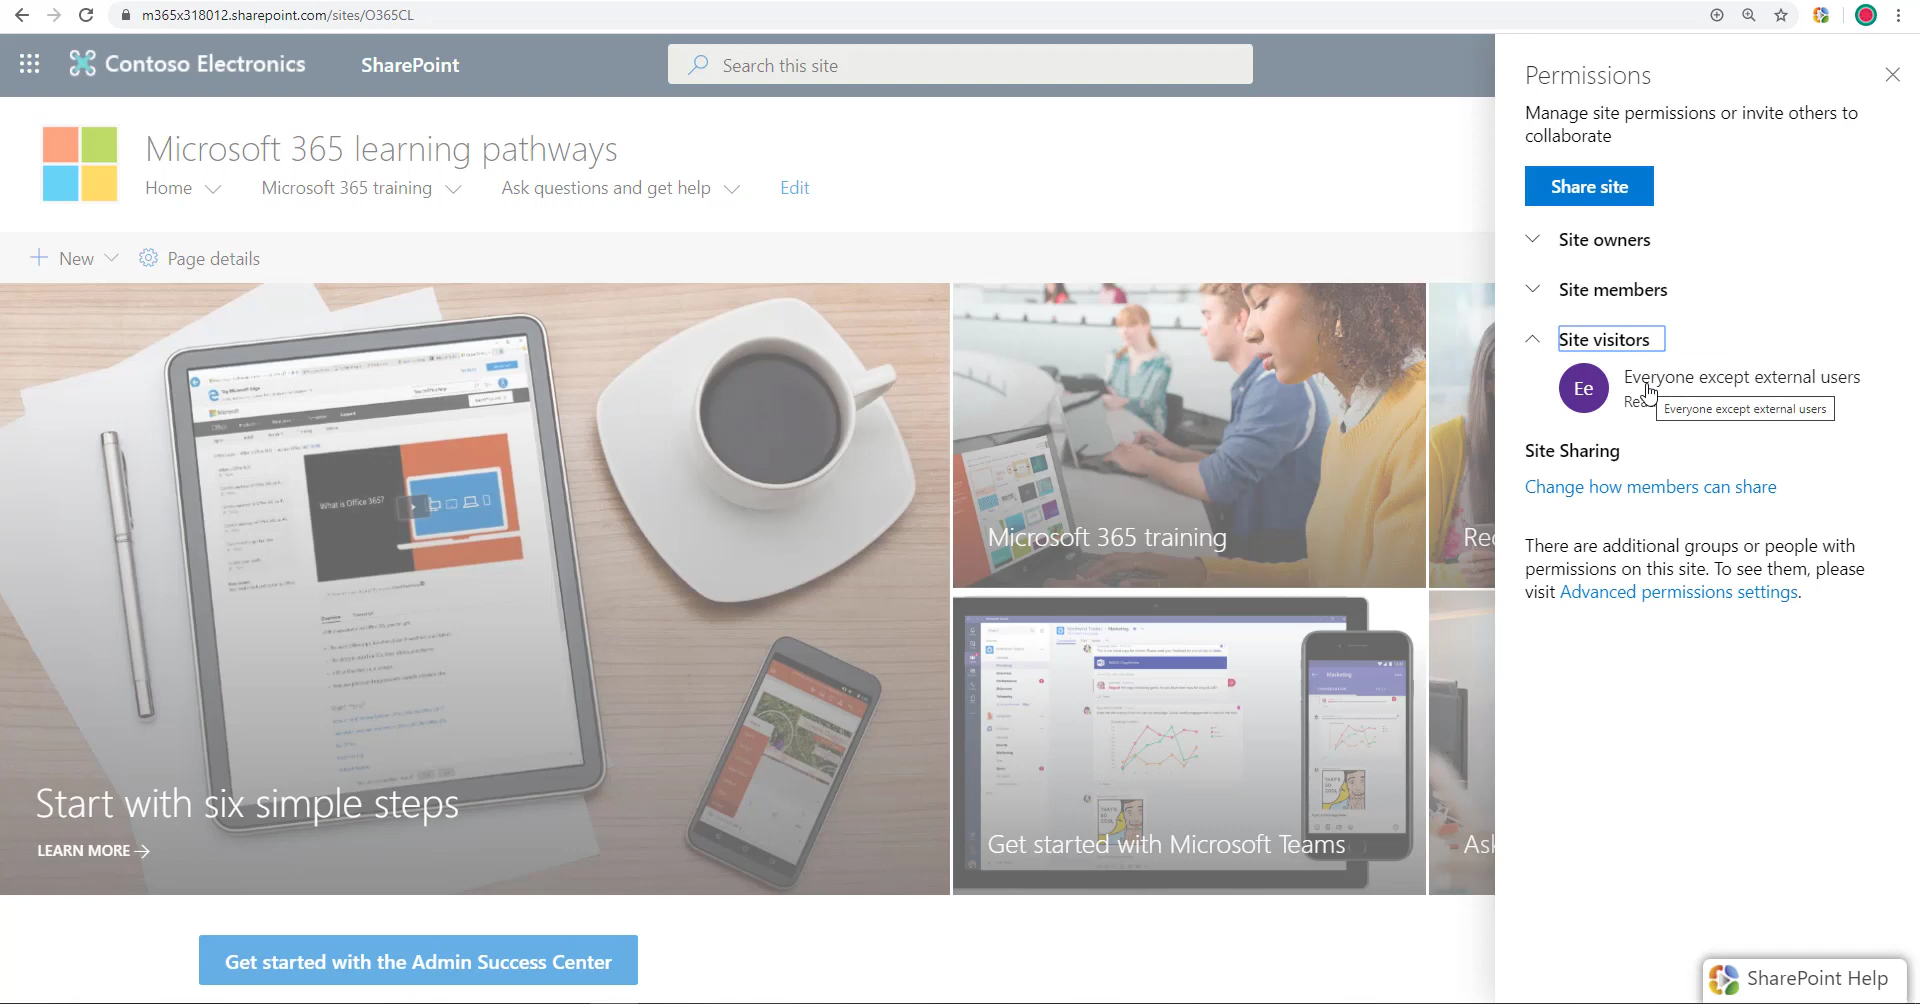 m365x318012.sharepoint.com/sites/O365CL
Contoso Electronics
SharePoint
Search this site
Microsoft 365 learning pathways
Home
Microsoft 365 training
Ask questions and get help
Edit
New
Page details
What is Office 365?
Start with six simple steps
LEARN MORE
Microsoft 365 training
Get started with Microsoft Teams
Marketing
Get started with the Admin Success Center
Permissions
Manage site permissions or invite others to
collaborate
Share site
Site owners
Site members
Site visitors
Ee
Everyone except external users
Everyone except external users
Site Sharing
Change how members can share
There are additional groups or people with
permissions on this site. To see them, please
visit Advanced permissions settings.
SharePoint Help